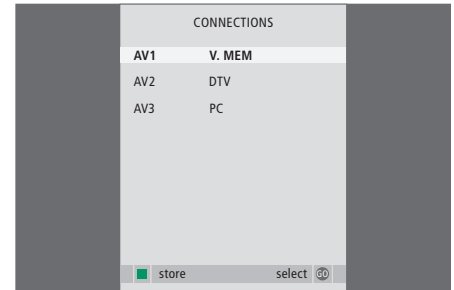 CONNECTIONS
AV1 V. MEM
AV2 DTV
AV3 PC
store select GO